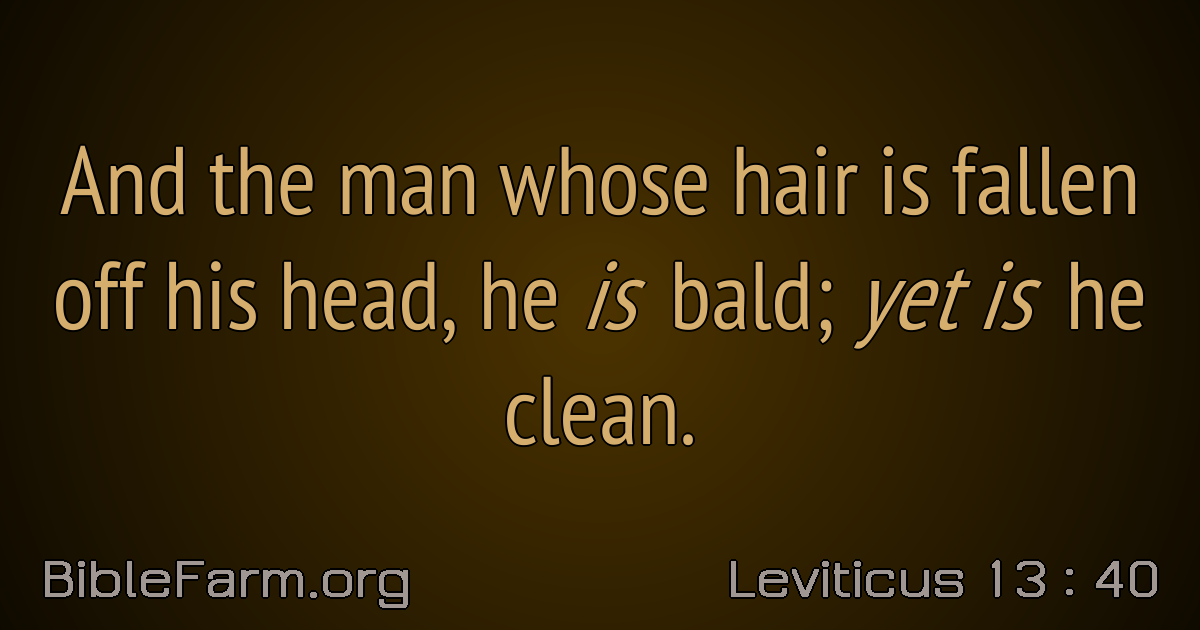 And the man whose hair is fallen
off his head, he is bald; yet is he
clean.
BibleFarm.org
Leviticus 13 : 40